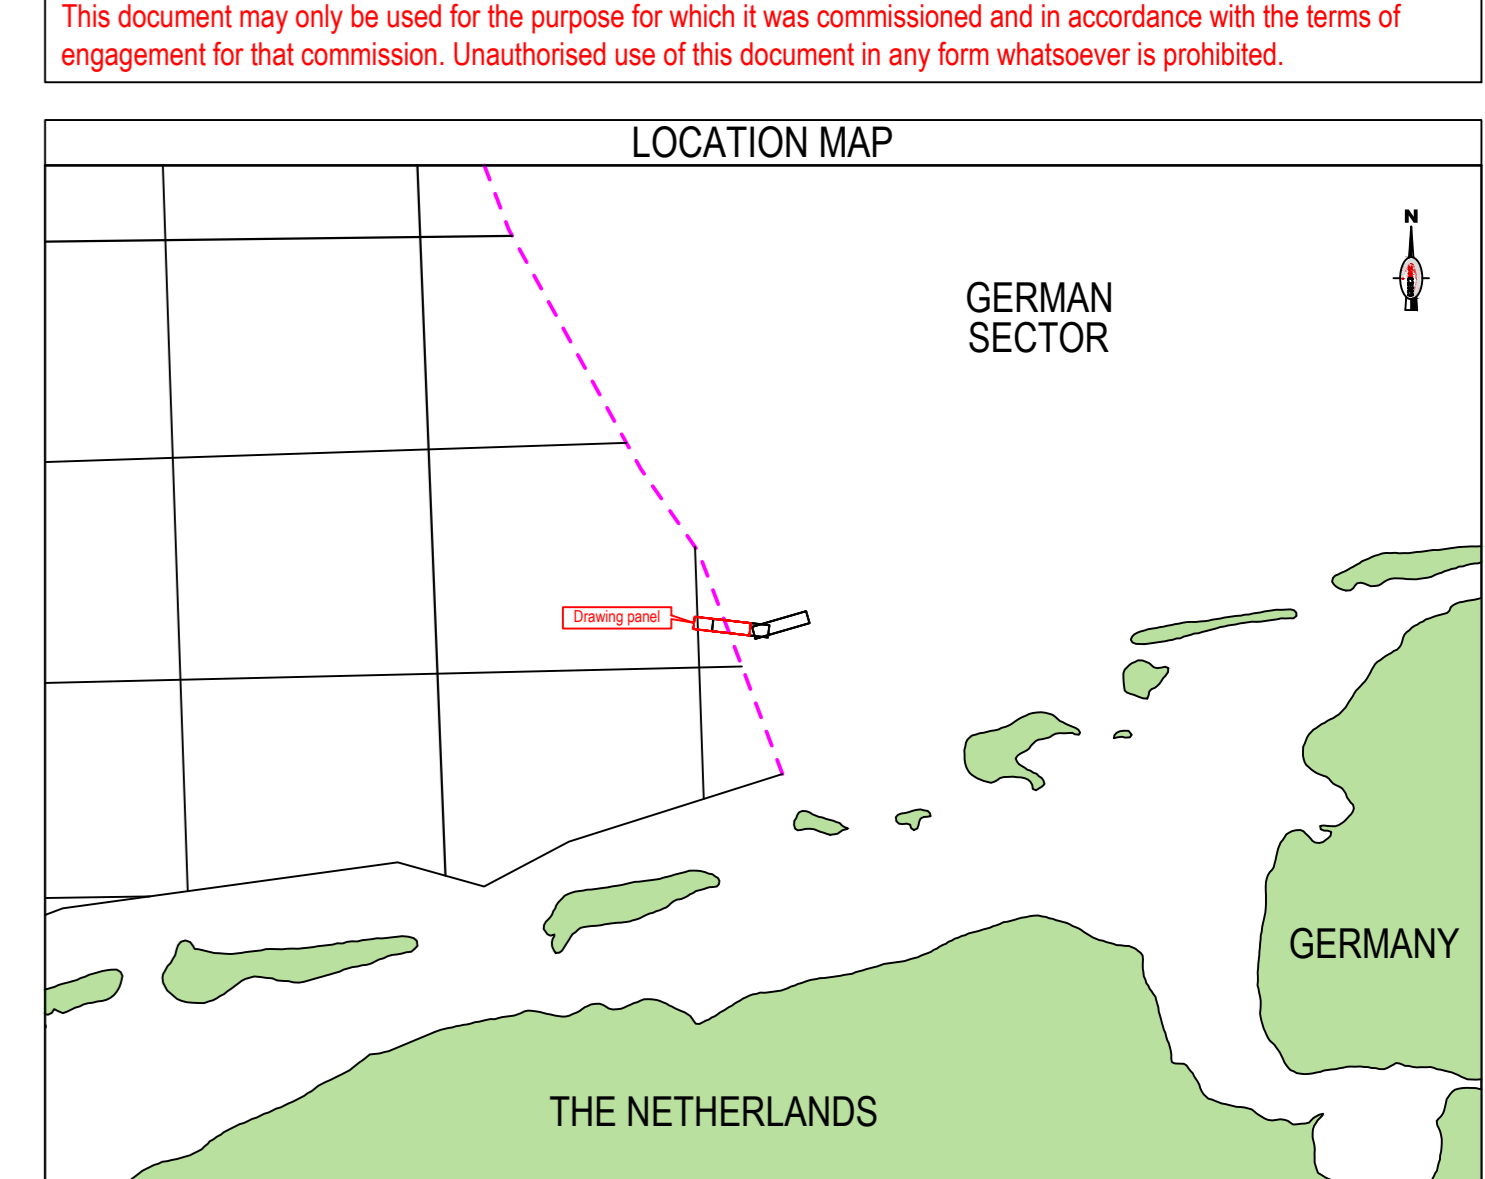 This document may only be used for the purpose for which it was commissioned and in accordance with the terms of
engagement for that commission. Unauthorised use of this document in any form whatsoever is prohibited.
LOCATION MAP
N
GERMAN
SECTOR
Drawing panel
GERMANY
THE NETHERLANDS